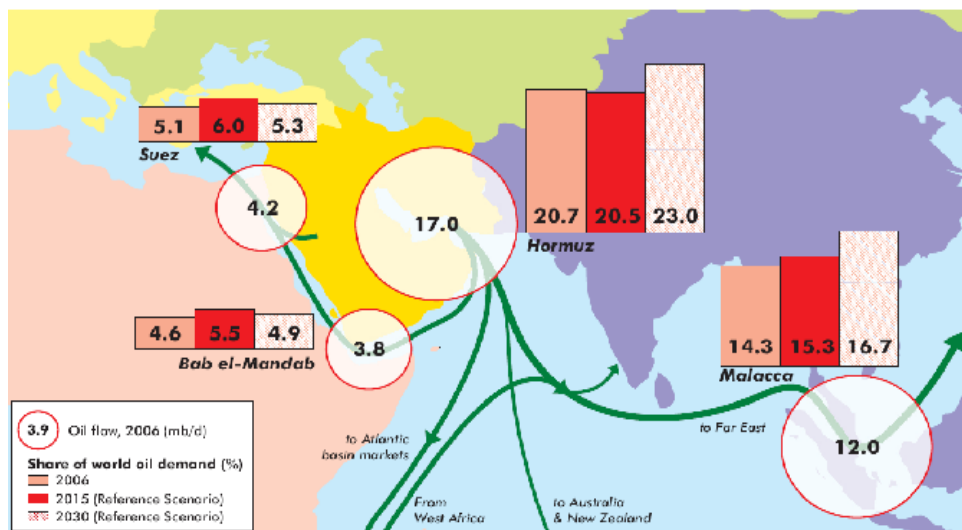 5.1 6.0 5.3
Suez
4.2
17.0
20.7 20.5 23.0
Hormuz
4.6 5.5 4.9
Bab el-Mandab
3.8
14.3 15.3 16.7
Malacca
12.0
to Atlantic
basin markets
to Far East
From
West Africa
to Australia
& New Zealand
3.9 Oil flow, 2006 (mb/d)
Share of world oil demand (%)
2006
2015 (Reference Scenario)
2030 (Reference Scenario)